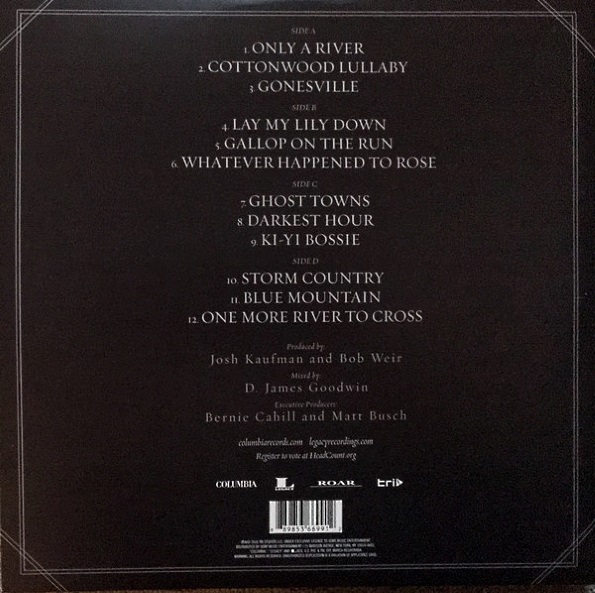 SIDE A
1. ONLY A RIVER
2. COTTONWOOD LULLABY
3. GONESVILLE
SIDE B
4. LAY MY LILY DOWN
5. GALLOP ON THE RUN
6. WHATEVER HAPPENED TO ROSE
SIDE C
7. GHOST TOWNS
8. DARKEST HOUR
9. KI-YI BOSSIE
SIDE D
10. STORM COUNTRY
11. BLUE MOUNTAIN
12. ONE MORE RIVER TO CROSS
Produced by:
Josh Kaufman and Bob Weir
Mixed by:
D. James Goodwin
Executive Producers:
Bernie Cahill and Matt Busch
columbiarecords.com legacyrecordings.com
Register to vote at HeadCount.org
COLUMBIA L LEGACY ROAR tri